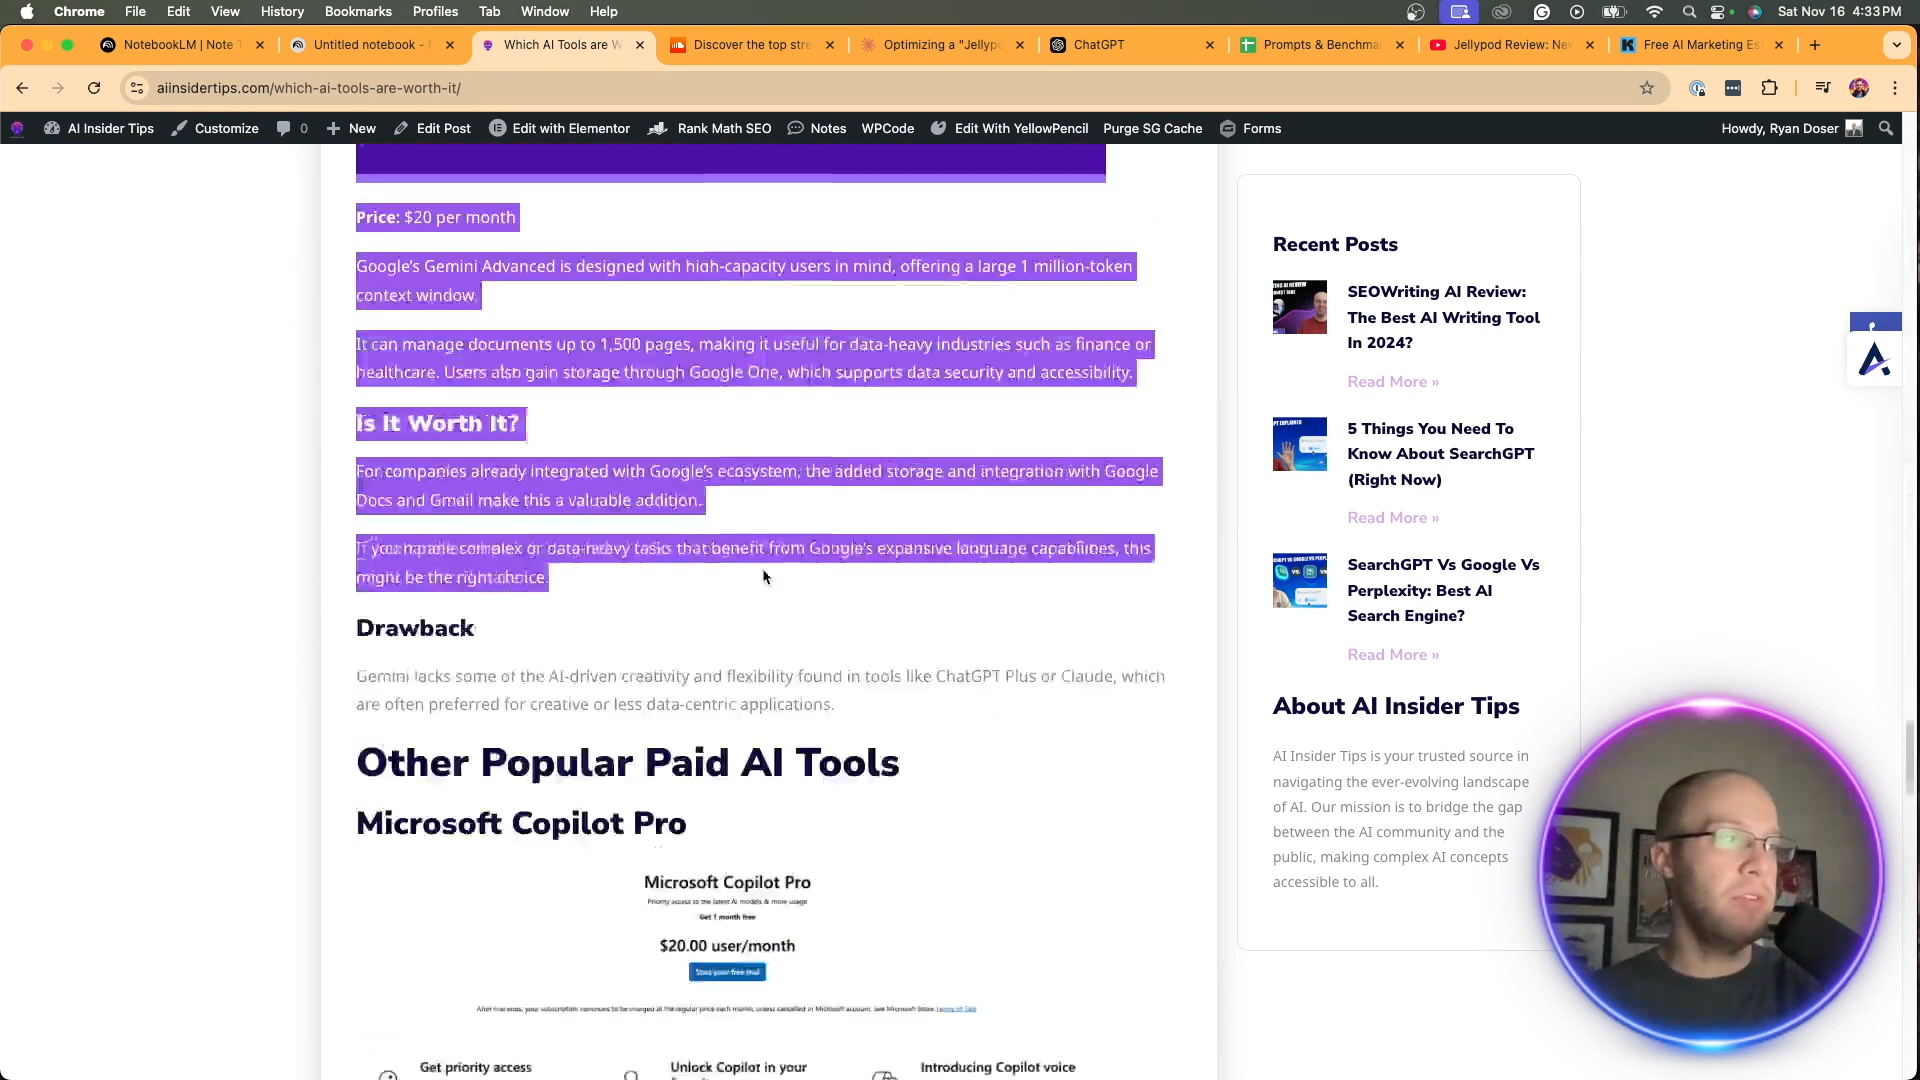 Chrome File Edit View History Bookmarks Profiles Tab Window Help
Sat Nov 16 4:33 PM
NotebookLM | Note T
Untitled notebook -
Which AI Tools are W
Discover the top stre
Optimizing a "Jellypo
ChatGPT
Prompts & Benchma
Jellypod Review: Nev
Free AI Marketing Es
aiinsidertips.com/which-ai-tools-are-worth-it/
AI Insider Tips Customize 0 New Edit Post Edit with Elementor Rank Math SEO Notes WPCode Edit With YellowPencil Purge SG Cache Forms
Howdy, Ryan Doser
Price: $20 per month
Google's Gemini Advanced is designed with high-capacity users in mind, offering a large 1 million-token
context window.
It can manage documents up to 1,500 pages, making it useful for data-heavy industries such as finance or
healthcare. Users also gain storage through Google One, which supports data security and accessibility.
Is It Worth It?
For companies already integrated with Google's ecosystem, the added storage and integration with Google
Docs and Gmail make this a valuable addition.
If you handle complex or data-heavy tasks that benefit from Google's expansive language capabilities, this
might be the right choice.
Drawback
Gemini lacks some of the AI-driven creativity and flexibility found in tools like ChatGPT Plus or Claude, which
are often preferred for creative or less data-centric applications.
Other Popular Paid AI Tools
Microsoft Copilot Pro
Microsoft Copilot Pro
Priority access to the latest AI models & more usage
Get 1 month free
$20.00 user/month
Start your free trial
After trial ends, your subscription continues to be charged at the regular price each month, unless cancelled in Microsoft account. See Microsoft Store Terms of Sale
Get priority access
Unlock Copilot in your
Introducing Copilot voice
Recent Posts
SEOWriting AI Review:
The Best AI Writing Tool
In 2024?
Read More »
5 Things You Need To
Know About SearchGPT
(Right Now)
Read More »
SearchGPT Vs Google Vs
Perplexity: Best AI
Search Engine?
Read More »
About AI Insider Tips
AI Insider Tips is your trusted source in
navigating the ever-evolving landscape
of AI. Our mission is to bridge the gap
between the AI community and the
public, making complex AI concepts
accessible to all.